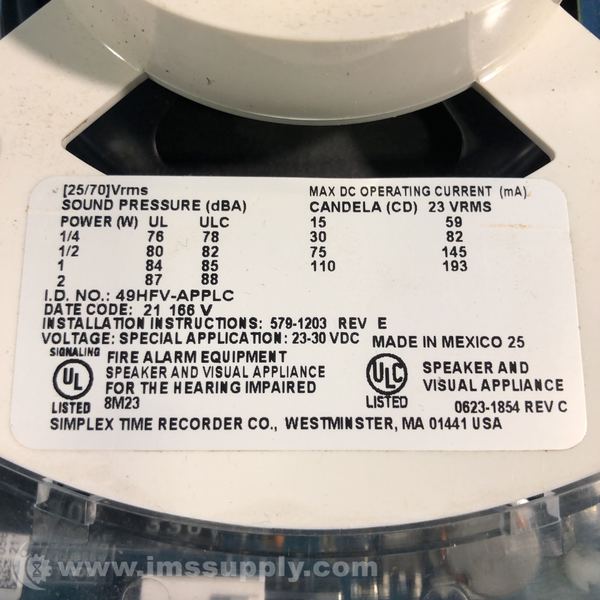 [25/70]Vrms MAX DC OPERATING CURRENT (mA)
SOUND PRESSURE (dBA) CANDELA (CD) 23 VRMS
POWER (W) UL ULC 15 59
1/4 76 78 30 82
1/2 80 82 75 145
1 84 85 110 193
2 87 88
I.D. NO.: 49HFV-APPLC
DATE CODE: 21 166 V
INSTALLATION INSTRUCTIONS: 579-1203 REV E
VOLTAGE: SPECIAL APPLICATION: 23-30 VDC MADE IN MEXICO 25
SIGNALING
UL
LISTED
FIRE ALARM EQUIPMENT
SPEAKER AND VISUAL APPLIANCE
FOR THE HEARING IMPAIRED
8M23
ULC
LISTED
SPEAKER AND
VISUAL APPLIANCE
0623-1854 REV C
SIMPLEX TIME RECORDER CO., WESTMINSTER, MA 01441 USA
www.imssupply.com